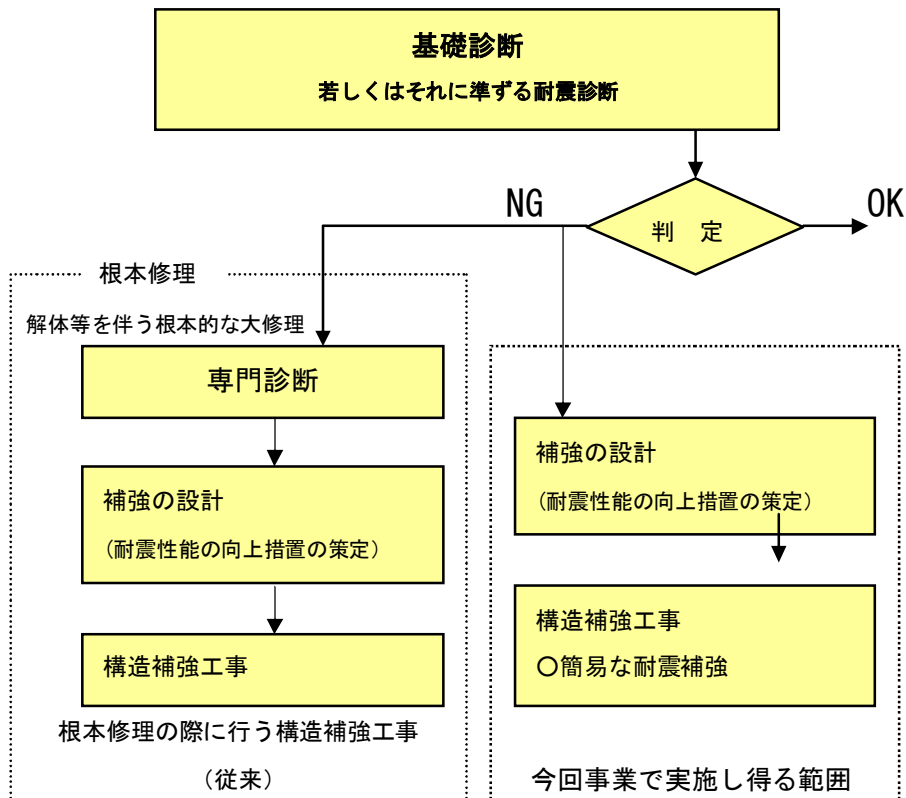 基礎診断
若しくはそれに準ずる耐震診断
NG
判 定
OK
根本修理
解体等を伴う根本的な大修理
専門診断
補強の設計
（耐震性能の向上措置の策定）
構造補強工事
根本修理の際に行う構造補強工事
（従来）
補強の設計
（耐震性能の向上措置の策定）
構造補強工事
〇簡易な耐震補強
今回事業で実施し得る範囲